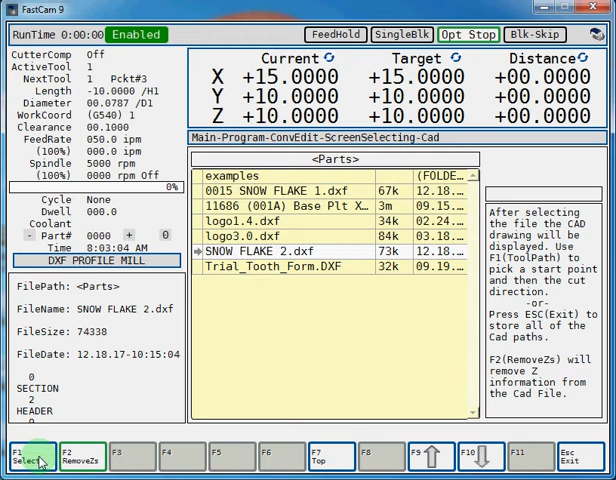 FastCam 9
RunTime 0:00:00 Enabled FeedHold SingleBlk Opt Stop Blk-Skip
CutterComp Off
ActiveTool 1
NextTool 1 Pckt#3
Length -10.0000 /H1
Diameter 00.0787 /D1
WorkCoord (G540) 1
Clearance 00.1000
FeedRate 050.0 ipm
(100%) 000.0 ipm
Spindle 5000 rpm
(100%) 0000 rpm Off
0%
Cycle None
Dwell 000.0
Coolant
- Part# 0000 + 0
Time 8:03:04 AM
DXF PROFILE MILL
FilePath: <Parts>
FileName: SNOW FLAKE 2.dxf
FileSize: 74338
FileDate: 12.18.17-10:15:04
0
SECTION
2
HEADER
9
Current Target Distance
X +15.0000 +15.0000 +00.0000
Y +10.0000 +10.0000 +00.0000
Z +10.0000 +10.0000 +00.0000
Main-Program-ConvEdit-ScreenSelecting-Cad
<Parts>
examples (FOLDE...
0015 SNOW FLAKE 1.dxf 67k 12.18....
11686 (001A) Base Plt X... 3m 09.15....
logo1.4.dxf 34k 02.24....
logo3.0.dxf 84k 03.18....
SNOW FLAKE 2.dxf 73k 12.18....
Trial_Tooth_Form.DXF 32k 09.19....
After selecting
the file the CAD
drawing will be
displayed. Use
F1(ToolPath) to
pick a start point
and then the cut
direction.
-or-
Press ESC(Exit) to
store all of the
Cad paths.
F2(RemoveZs) will
remove Z
information from
the Cad File.
F1 F2 F3 F4 F5 F6 F7 F8 F9 F10 F11 Esc
Select RemoveZs Top Exit